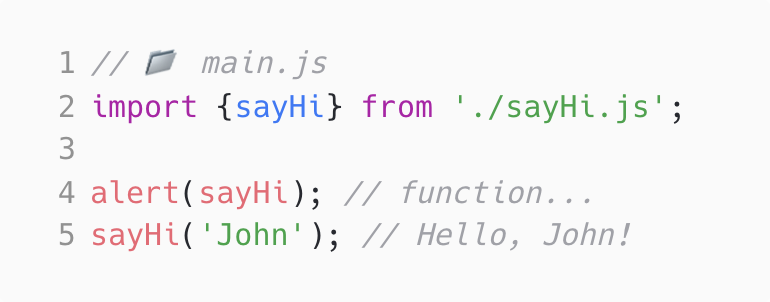 1 // 📁 main.js
2 import {sayHi} from './sayHi.js';
3
4 alert(sayHi); // function...
5 sayHi('John'); // Hello, John!